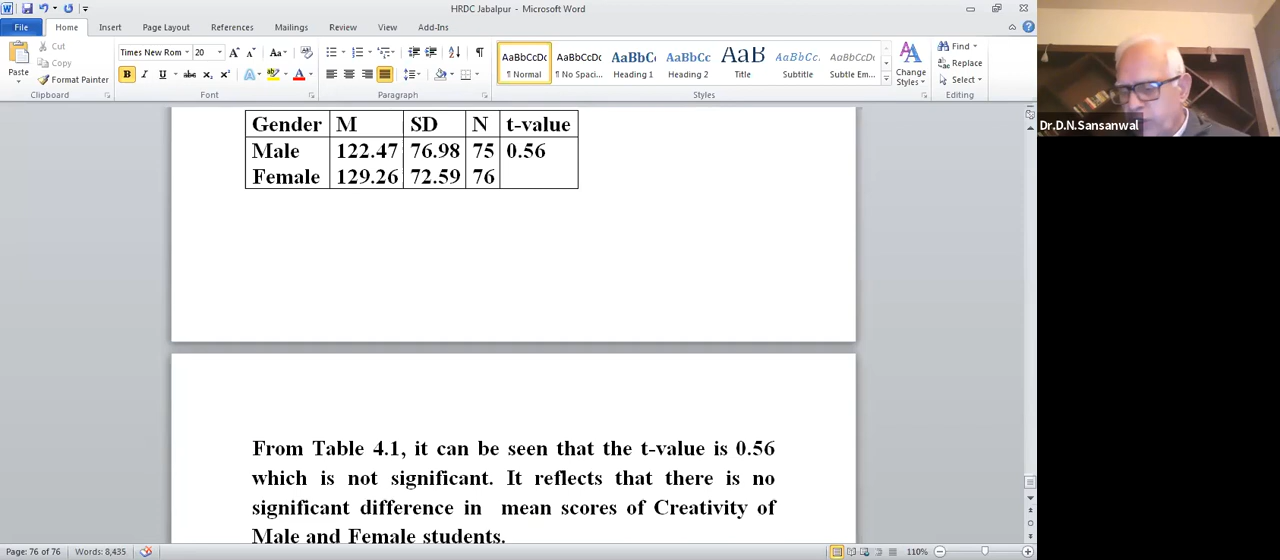 HRDC Jabalpur - Microsoft Word
File Home Insert Page Layout References Mailings Review View Add-Ins
Cut
Copy
Format Painter
Paste
Clipboard
Times New Rom 20
B I U abc x₂ x² A
Font
Paragraph
AaBbCcDc AaBbCcDc AaBbC AaBbCc AaB AaBbCc. AaBbCcDc
¶ Normal ¶ No Spaci... Heading 1 Heading 2 Title Subtitle Subtle Em...
Change
Styles
Styles
Find
Replace
Select
Editing
Dr.D.N.Sansanwal
Gender M SD N t-value
Male 122.47 76.98 75 0.56
Female 129.26 72.59 76
From Table 4.1, it can be seen that the t-value is 0.56
which is not significant. It reflects that there is no
significant difference in mean scores of Creativity of
Male and Female students.
Page: 76 of 76 Words: 8,435 110%